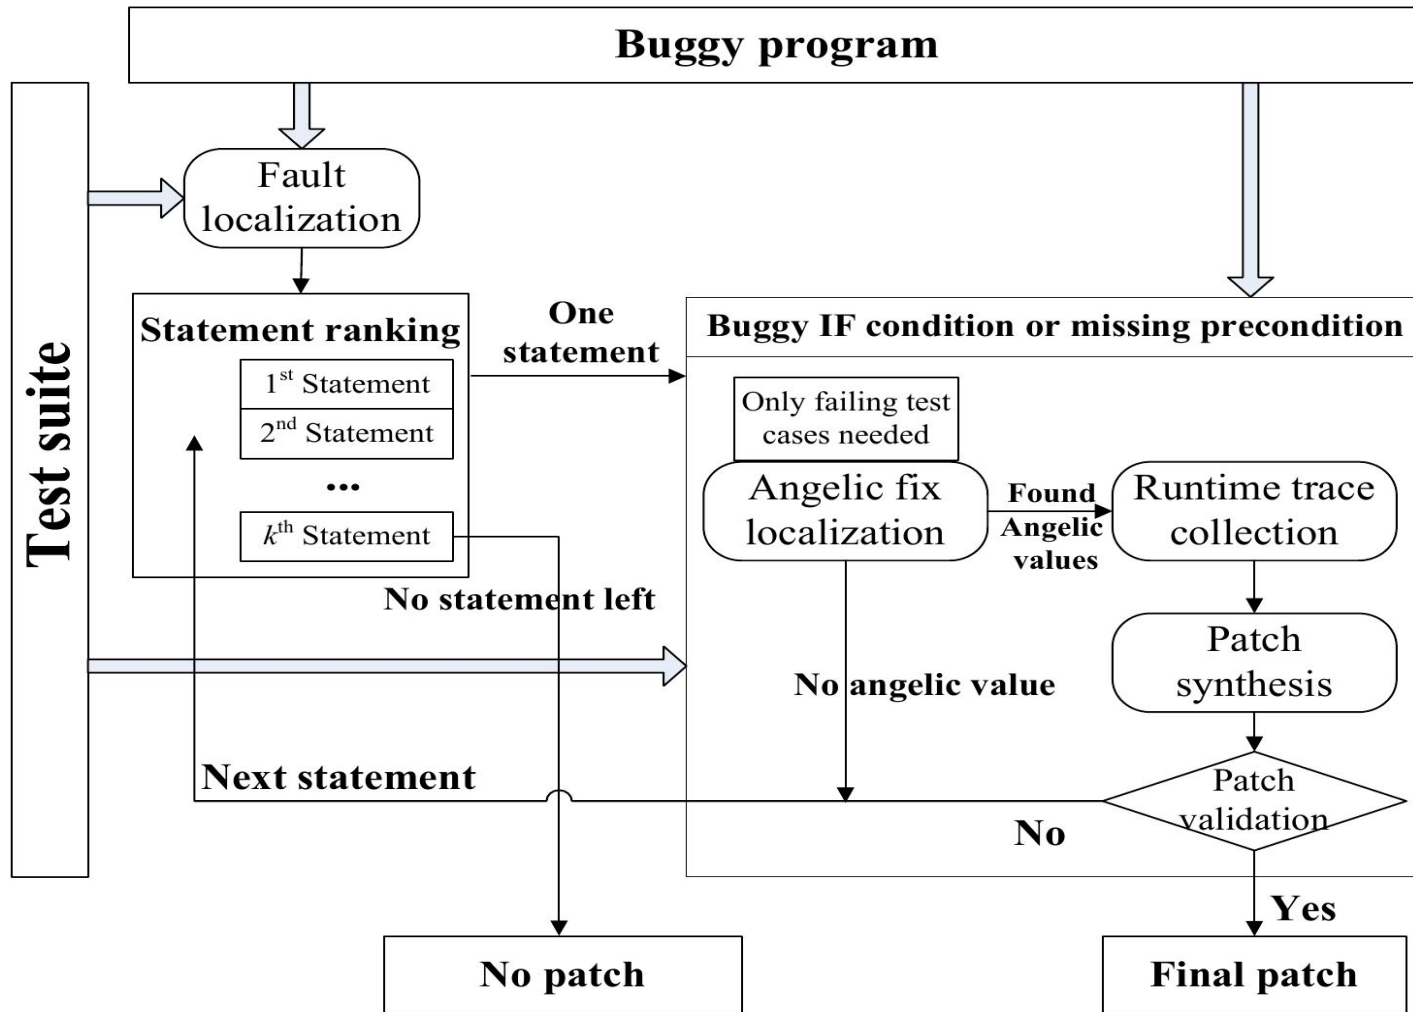 Buggy program
Test suite
Fault
localization
Statement ranking
1st Statement
2nd Statement
...
kth Statement
One
statement
Buggy IF condition or missing precondition
Only failing test
cases needed
Angelic fix
localization
Found
Angelic
values
Runtime trace
collection
No statement left
Patch
synthesis
No angelic value
Next statement
Patch
validation
No
Yes
No patch
Final patch